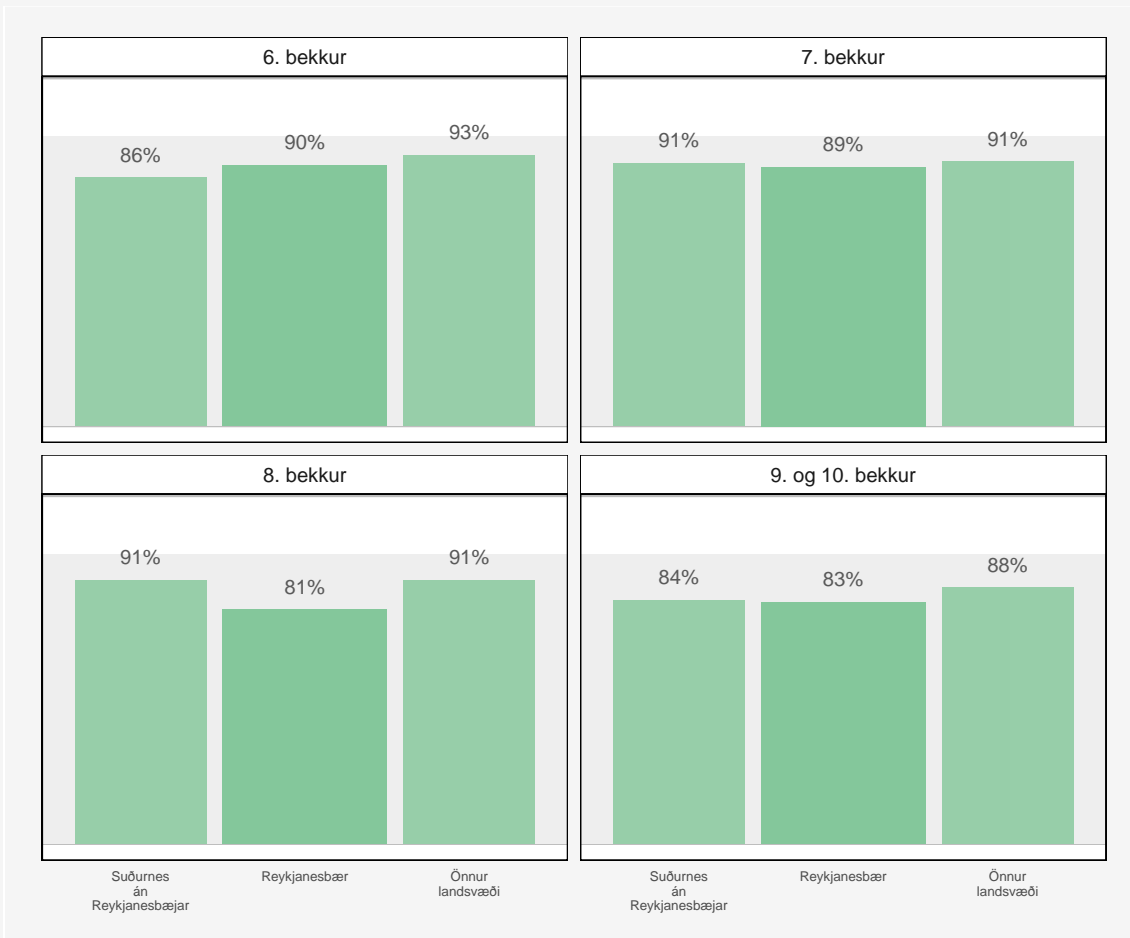 6. bekkur
7. bekkur
86%
90%
93%
91%
89%
91%
8. bekkur
9. og 10. bekkur
91%
81%
91%
84%
83%
88%
Suðurnes
án
Reykjanesbæjar
Reykjanesbær
Önnur
landsvæði
Suðurnes
án
Reykjanesbæjar
Reykjanesbær
Önnur
landsvæði